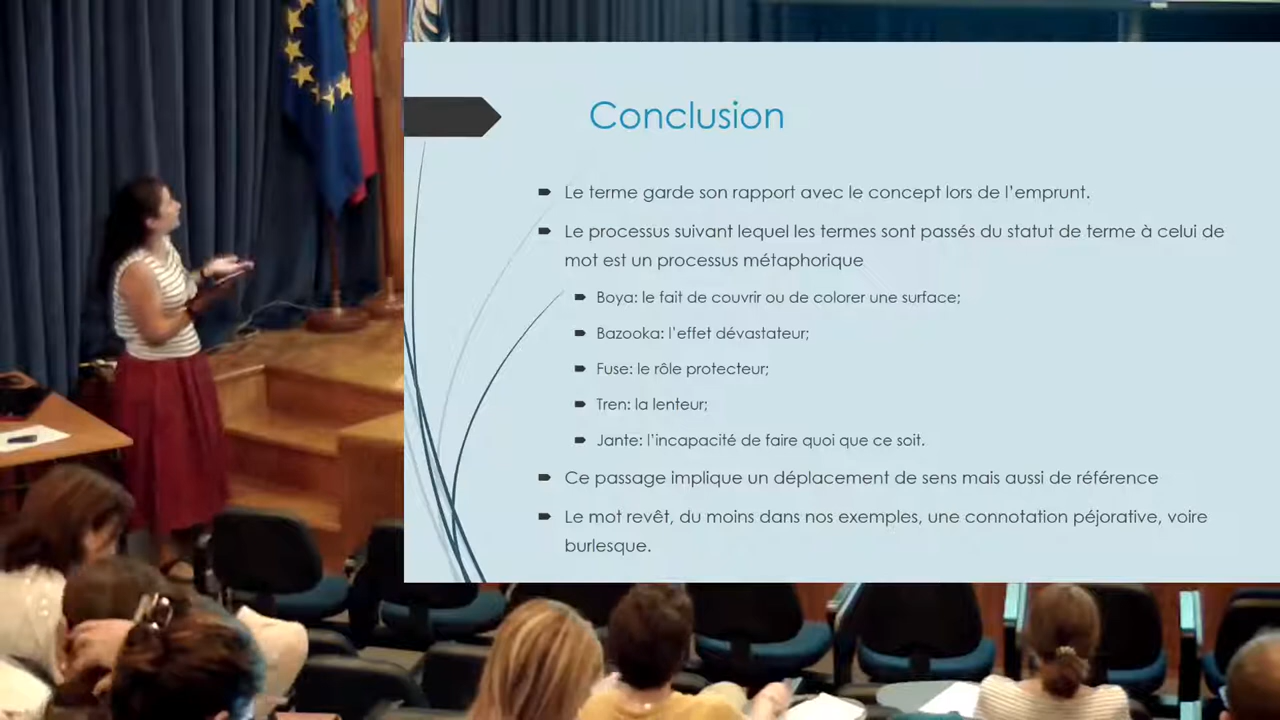 Conclusion
Le terme garde son rapport avec le concept lors de l'emprunt.
Le processus suivant lequel les termes sont passés du statut de terme à celui de
mot est un processus métaphorique
Boya: le fait de couvrir ou de colorer une surface;
Bazooka: l'effet dévastateur;
Fuse: le rôle protecteur;
Tren: la lenteur;
Jante: l'incapacité de faire quoi que ce soit.
Ce passage implique un déplacement de sens mais aussi de référence
Le mot revêt, du moins dans nos exemples, une connotation péjorative, voire
burlesque.